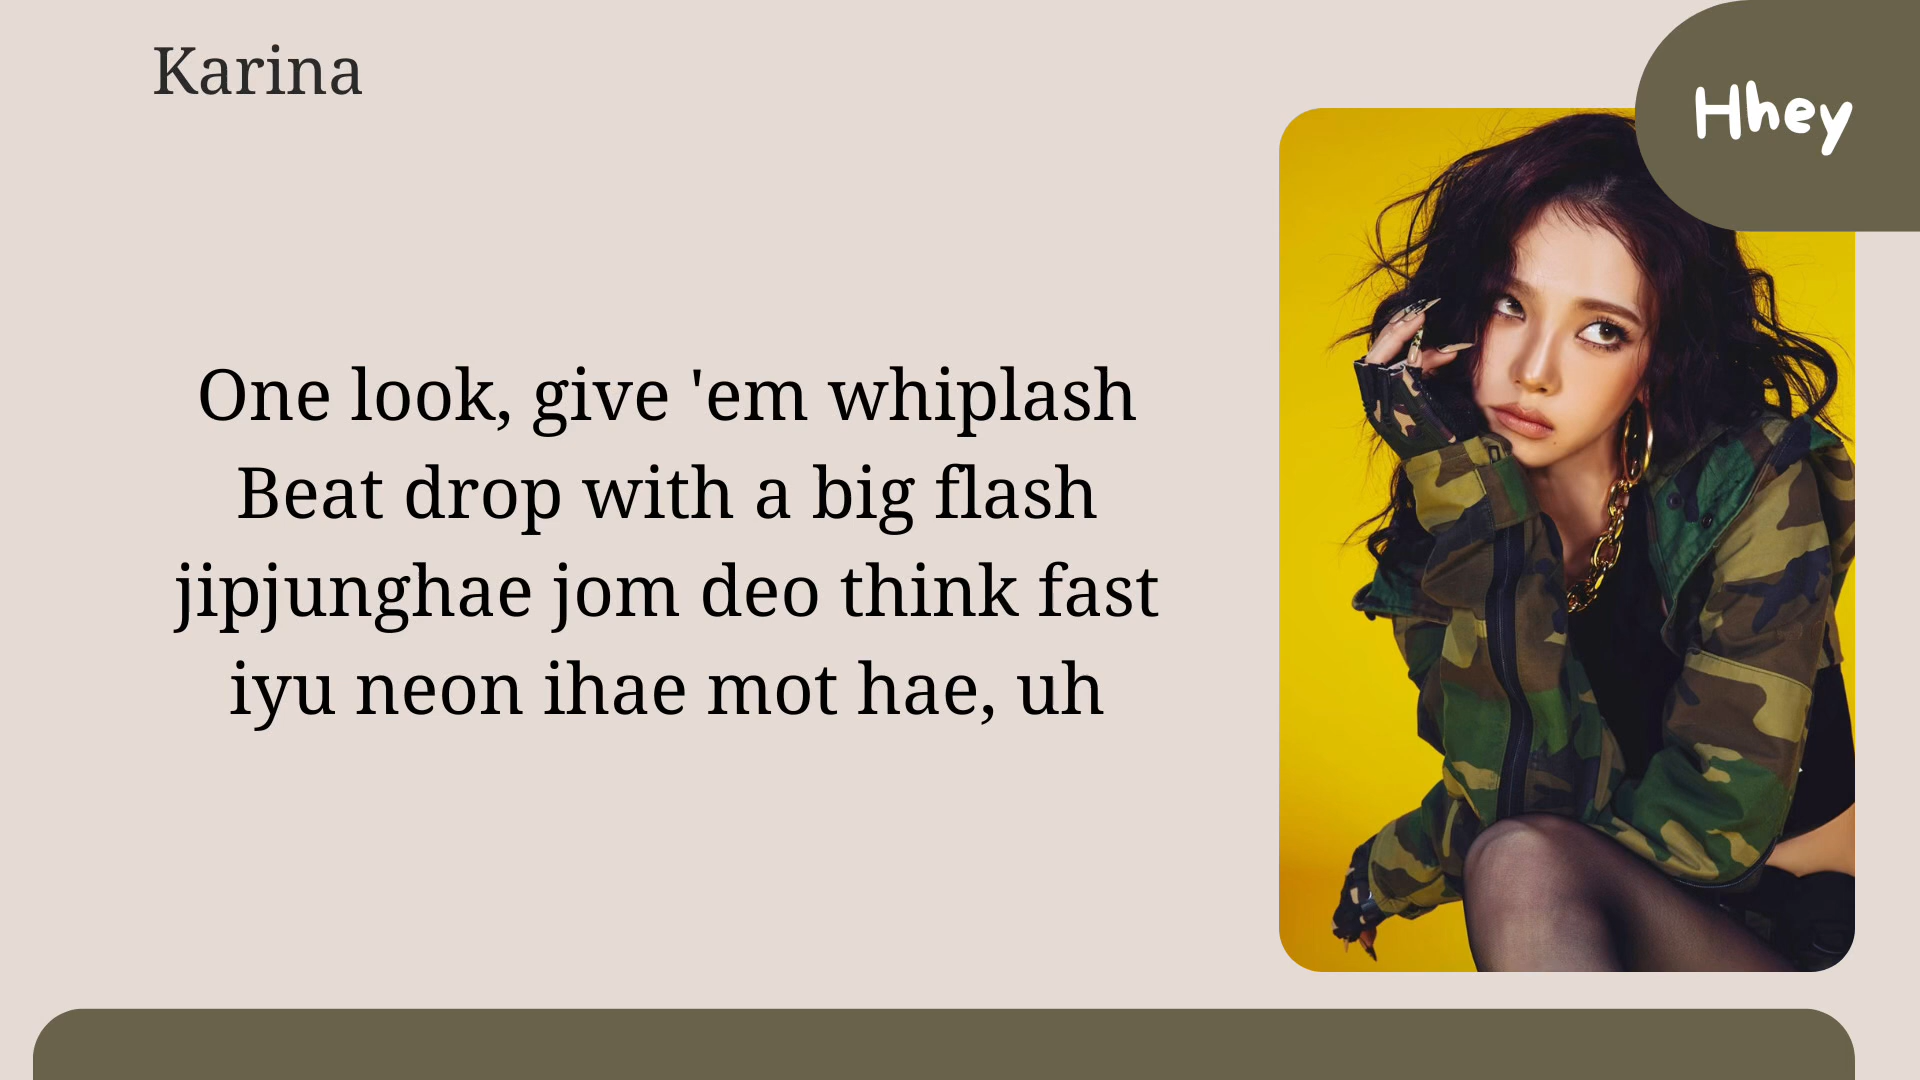 Karina
Hhey
One look, give 'em whiplash
Beat drop with a big flash
jipjunghae jom deo think fast
iyu neon ihae mot hae, uh